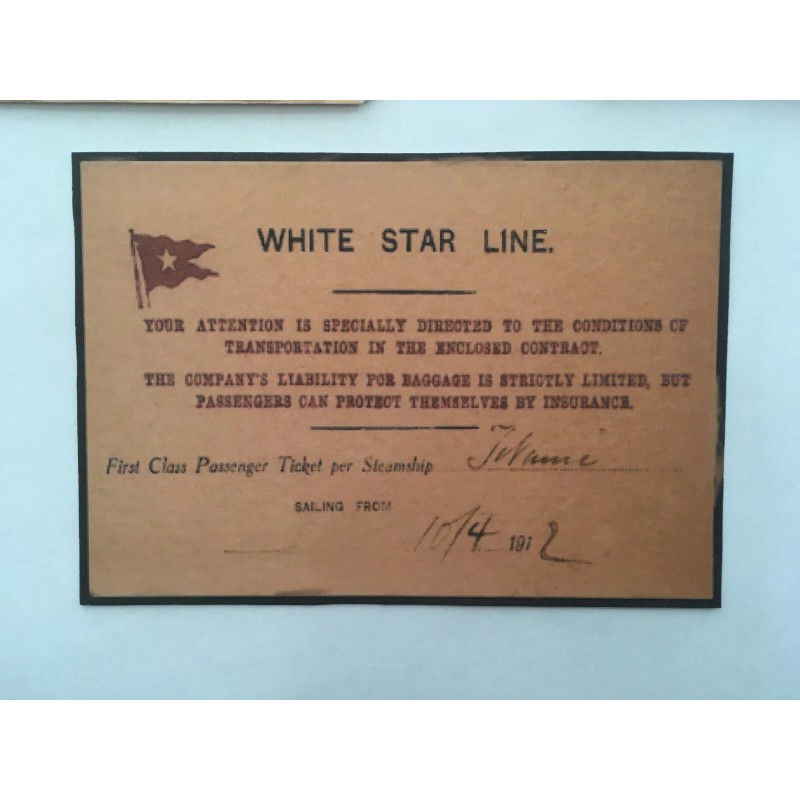 WHITE STAR LINE.
YOUR ATTENTION IS SPECIALLY DIRECTED TO THE CONDITIONS OF
TRANSPORTATION IN THE ENCLOSED CONTRACT.
THE COMPANY'S LIABILITY FOR BAGGAGE IS STRICTLY LIMITED, BUT
PASSENGERS CAN PROTECT THEMSELVES BY INSURANCE.
First Class Passenger Ticket per Steamship Titanic
SAILING FROM
10/4 1912